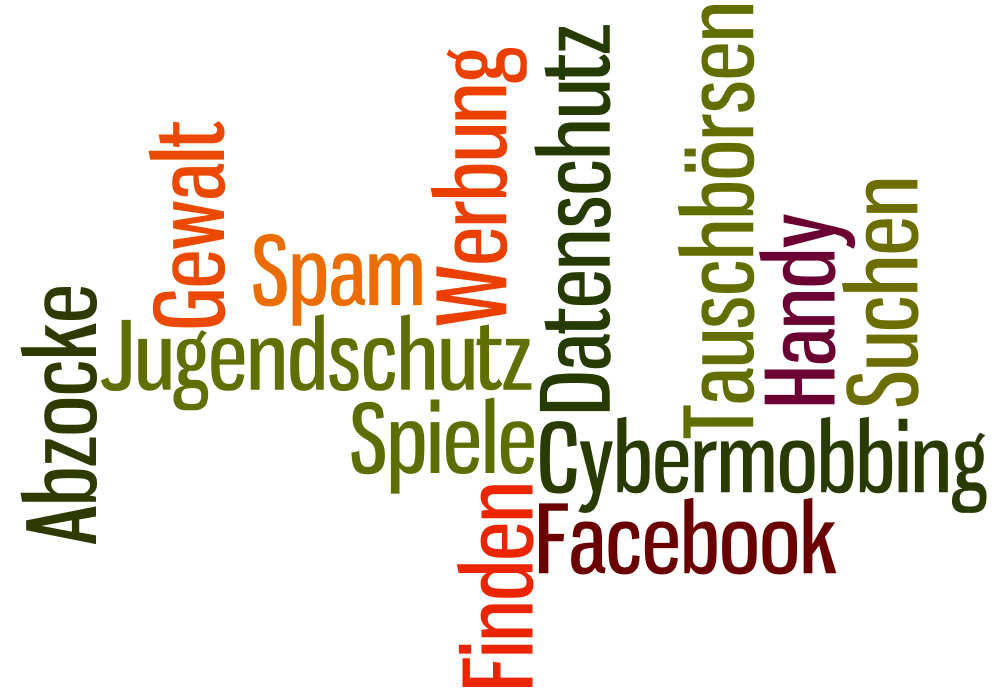 Abzocke
Gewalt
Jugendschutz
Spam
Werbung
Datenschutz
Tauschbörsen
Handy
Suchen
Spiele
Cybermobbing
Finden
Facebook